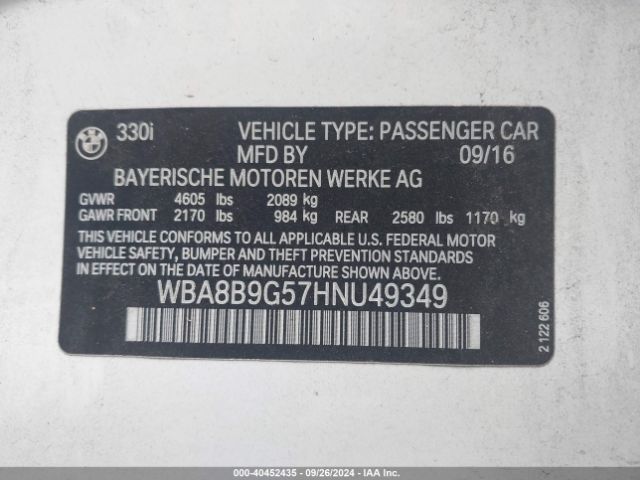 BMW
330i VEHICLE TYPE: PASSENGER CAR
MFD BY 09/16
BAYERISCHE MOTOREN WERKE AG
GVWR 4605 lbs 2089 kg
GAWR FRONT 2170 lbs 984 kg REAR 2580 lbs 1170 kg
THIS VEHICLE CONFORMS TO ALL APPLICABLE U.S. FEDERAL MOTOR
VEHICLE SAFETY, BUMPER AND THEFT PREVENTION STANDARDS
IN EFFECT ON THE DATE OF MANUFACTURE SHOWN ABOVE.
WBA8B9G57HNU49349
2 122 606
000-40452435 - 09/26/2024 - IAA Inc.